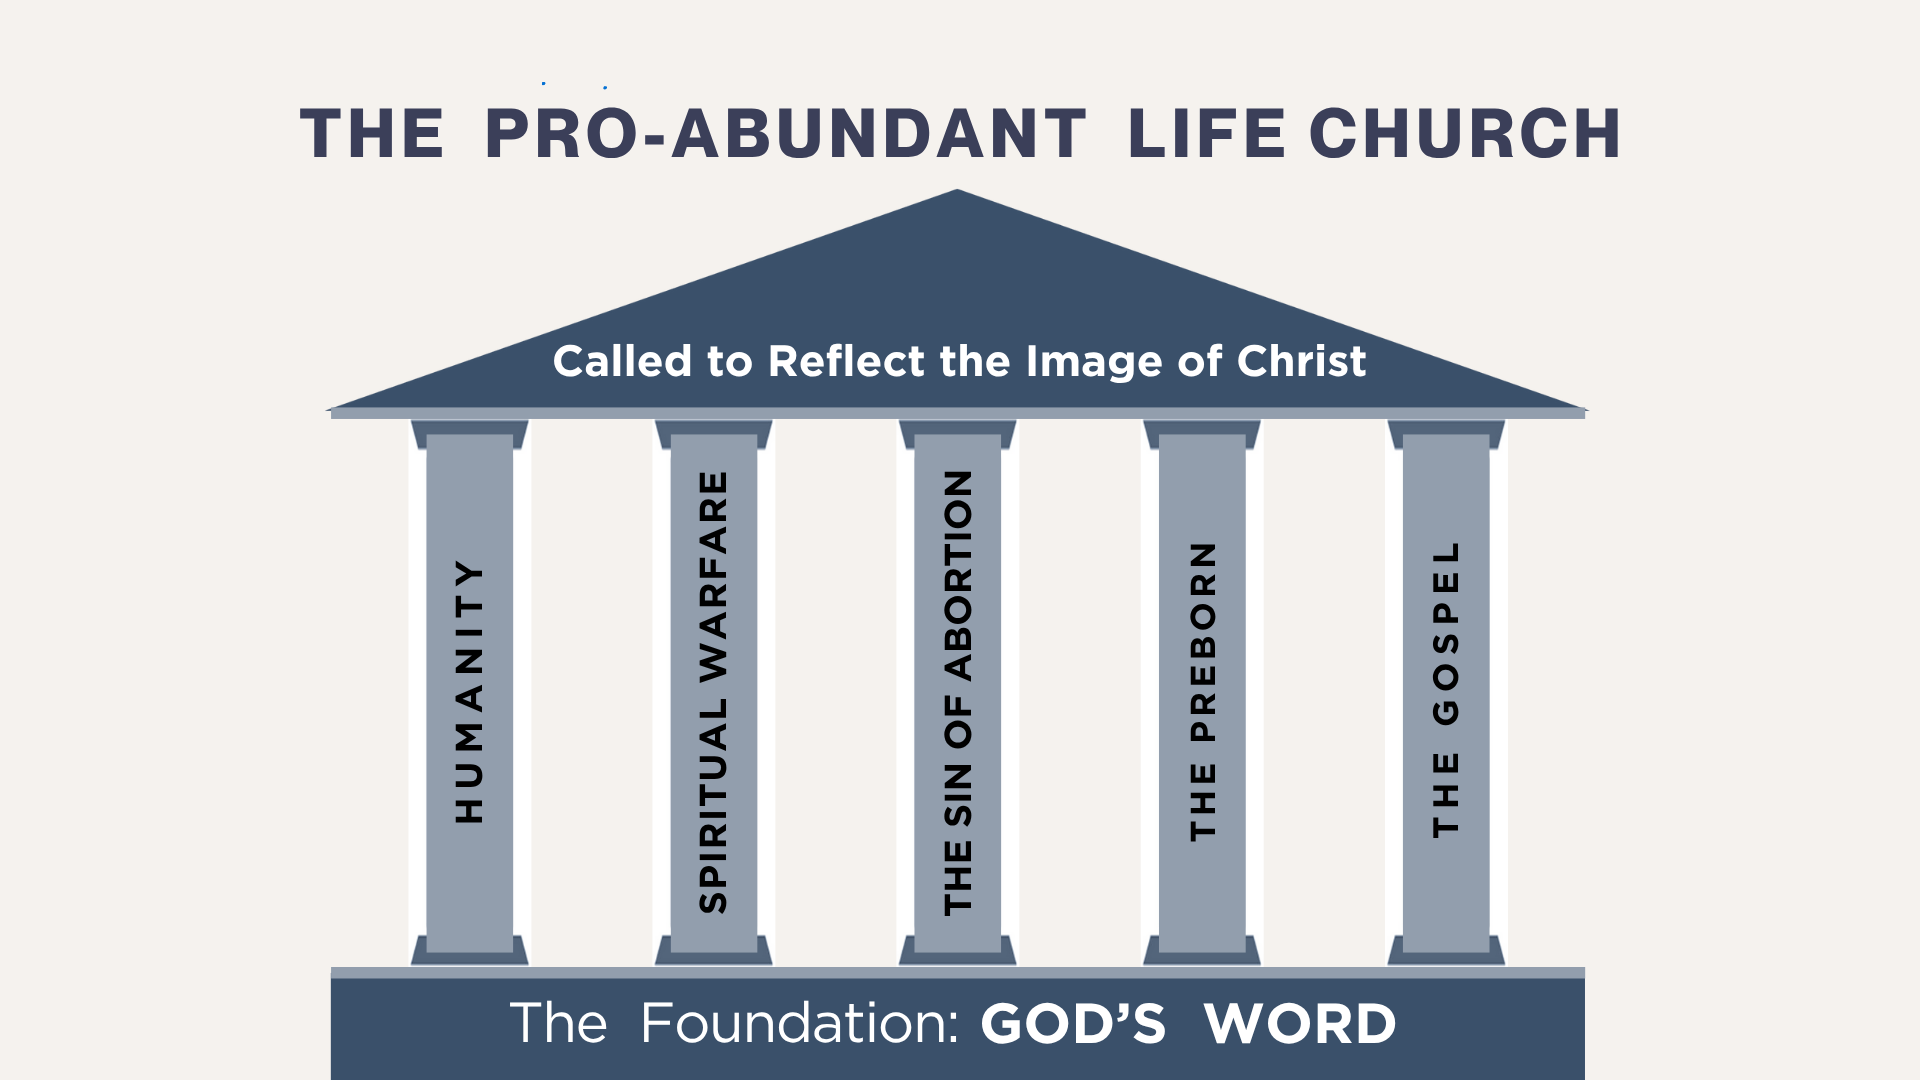 THE PRO-ABUNDANT LIFE CHURCH
Called to Reflect the Image of Christ
HUMANITY
SPIRITUAL WARFARE
THE SIN OF ABORTION
THE PREBORN
THE GOSPEL
The Foundation: GOD’S WORD